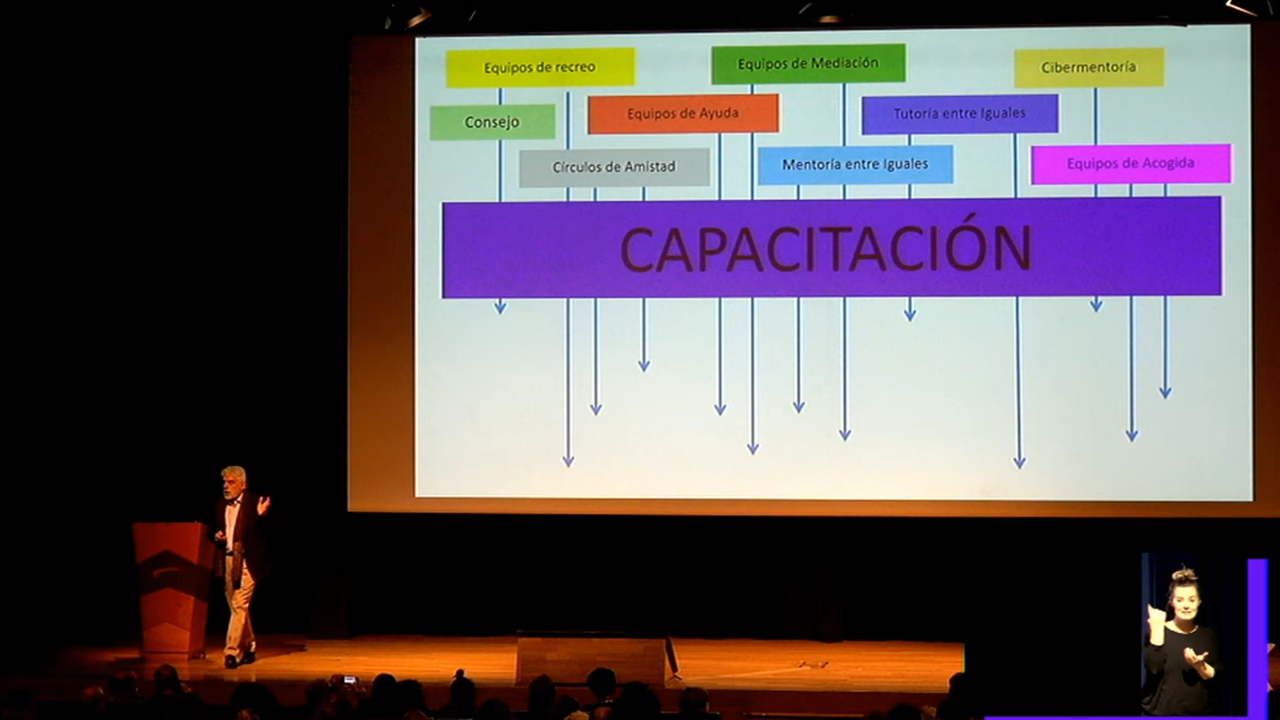 Equipos de recreo
Equipos de Mediación
Cibermentoría
Consejo
Equipos de Ayuda
Tutoría entre Iguales
Círculos de Amistad
Mentoría entre Iguales
Equipos de Acogida
CAPACITACIÓN